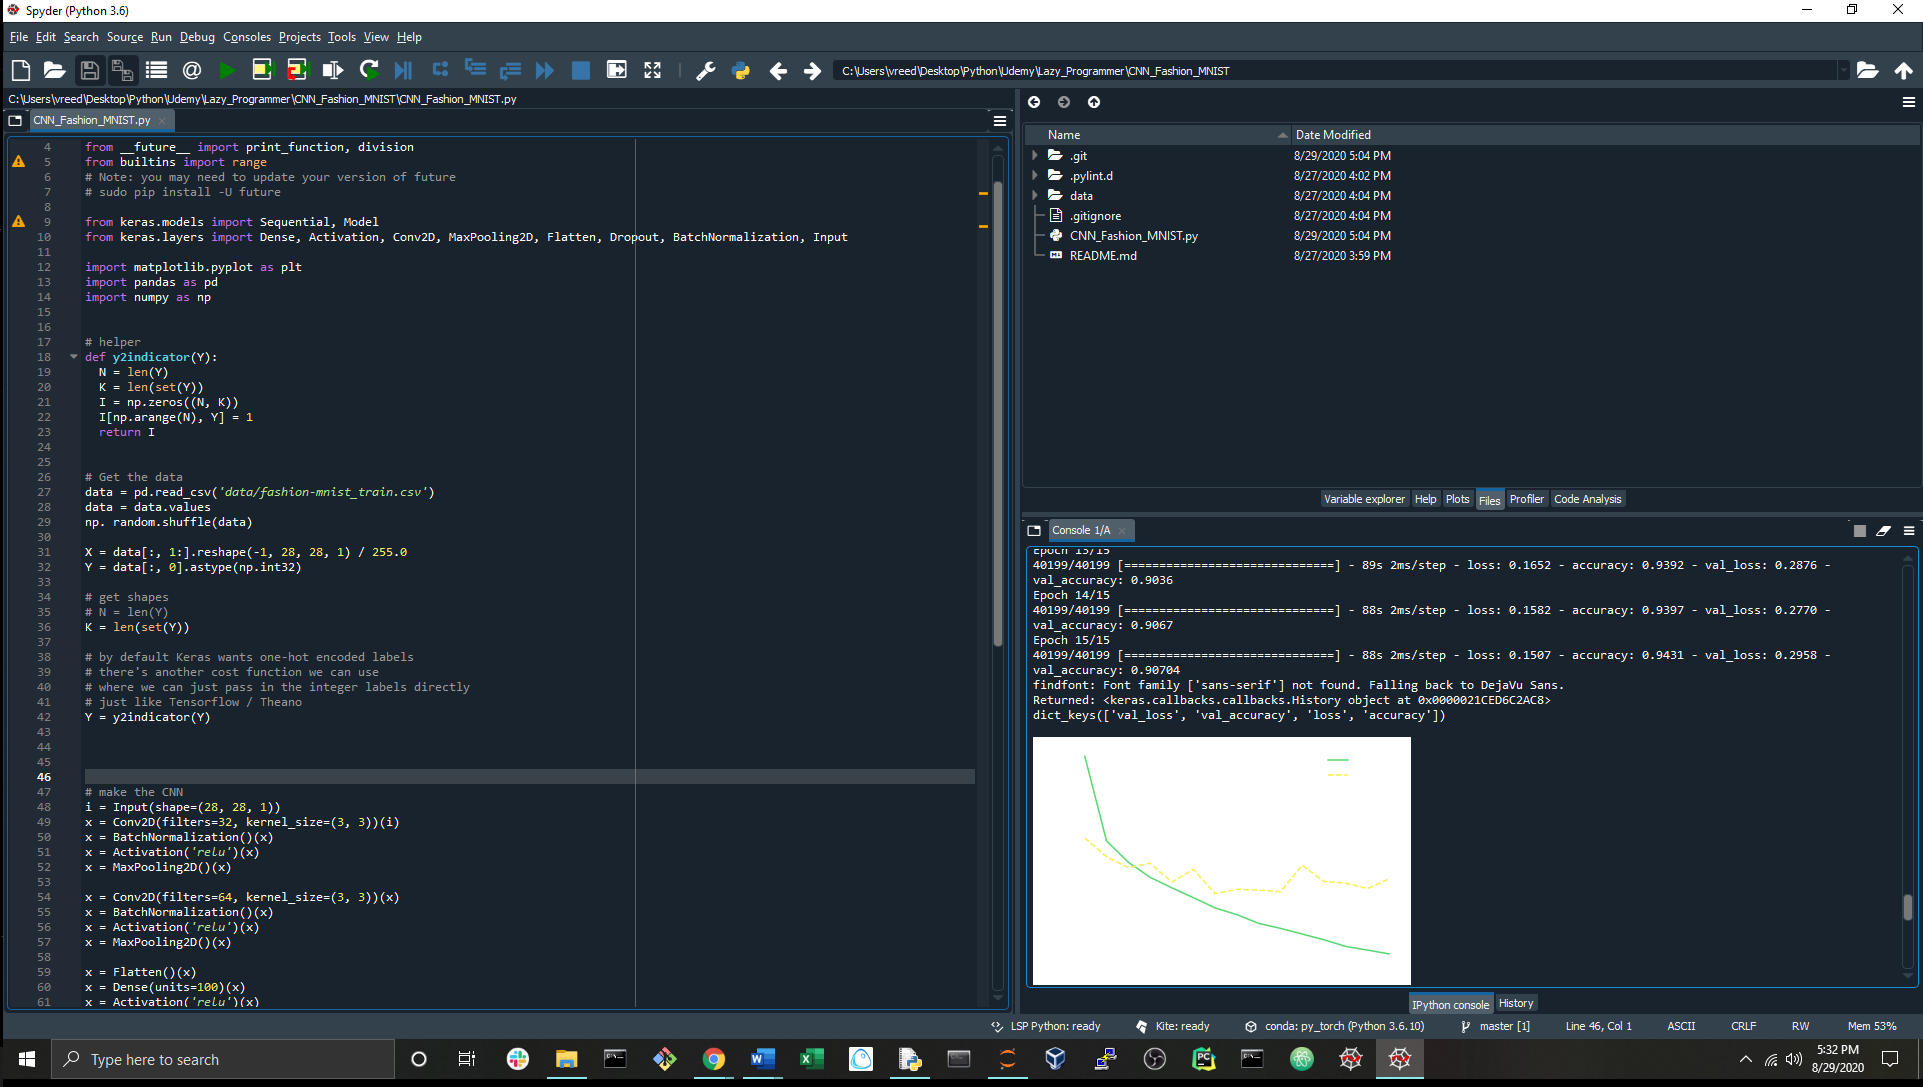 Spyder (Python 3.6)
File Edit Search Source Run Debug Consoles Projects Tools View Help
C:\Users\vreed\Desktop\Python\Udemy\Lazy_Programmer\CNN_Fashion_MNIST
C:\Users\vreed\Desktop\Python\Udemy\Lazy_Programmer\CNN_Fashion_MNIST\CNN_Fashion_MNIST.py
CNN_Fashion_MNIST.py
4 from __future__ import print_function, division
5 from builtins import range
6 # Note: you may need to update your version of future
7 # sudo pip install -U future
8
9 from keras.models import Sequential, Model
10 from keras.layers import Dense, Activation, Conv2D, MaxPooling2D, Flatten, Dropout, BatchNormalization, Input
11
12 import matplotlib.pyplot as plt
13 import pandas as pd
14 import numpy as np
15
16
17 # helper
18 def y2indicator(Y):
19 N = len(Y)
20 K = len(set(Y))
21 I = np.zeros((N, K))
22 I[np.arange(N), Y] = 1
23 return I
24
25
26 # Get the data
27 data = pd.read_csv('data/fashion-mnist_train.csv')
28 data = data.values
29 np. random.shuffle(data)
30
31 X = data[:, 1:].reshape(-1, 28, 28, 1) / 255.0
32 Y = data[:, 0].astype(np.int32)
33
34 # get shapes
35 # N = len(Y)
36 K = len(set(Y))
37
38 # by default Keras wants one-hot encoded labels
39 # there's another cost function we can use
40 # where we can just pass in the integer labels directly
41 # just like Tensorflow / Theano
42 Y = y2indicator(Y)
43
44
45
46
47 # make the CNN
48 i = Input(shape=(28, 28, 1))
49 x = Conv2D(filters=32, kernel_size=(3, 3))(i)
50 x = BatchNormalization()(x)
51 x = Activation('relu')(x)
52 x = MaxPooling2D()(x)
53
54 x = Conv2D(filters=64, kernel_size=(3, 3))(x)
55 x = BatchNormalization()(x)
56 x = Activation('relu')(x)
57 x = MaxPooling2D()(x)
58
59 x = Flatten()(x)
60 x = Dense(units=100)(x)
61 x = Activation('relu')(x)
Name Date Modified
.git 8/29/2020 5:04 PM
.pylint.d 8/27/2020 4:02 PM
data 8/27/2020 4:04 PM
.gitignore 8/27/2020 4:04 PM
CNN_Fashion_MNIST.py 8/29/2020 5:04 PM
README.md 8/27/2020 3:59 PM
Variable explorer Help Plots Files Profiler Code Analysis
Console 1/A
Epoch 13/15
40199/40199 [==============================] - 89s 2ms/step - loss: 0.1652 - accuracy: 0.9392 - val_loss: 0.2876 -
val_accuracy: 0.9036
Epoch 14/15
40199/40199 [==============================] - 88s 2ms/step - loss: 0.1582 - accuracy: 0.9397 - val_loss: 0.2770 -
val_accuracy: 0.9067
Epoch 15/15
40199/40199 [==============================] - 88s 2ms/step - loss: 0.1507 - accuracy: 0.9431 - val_loss: 0.2958 -
val_accuracy: 0.90704
findfont: Font family ['sans-serif'] not found. Falling back to DejaVu Sans.
Returned: <keras.callbacks.callbacks.History object at 0x0000021CED6C2AC8>
dict_keys(['val_loss', 'val_accuracy', 'loss', 'accuracy'])
IPython console History
LSP Python: ready Kite: ready conda: py_torch (Python 3.6.10) master [1] Line 46, Col 1 ASCII CRLF RW Mem 53%
Type here to search
5:32 PM
8/29/2020